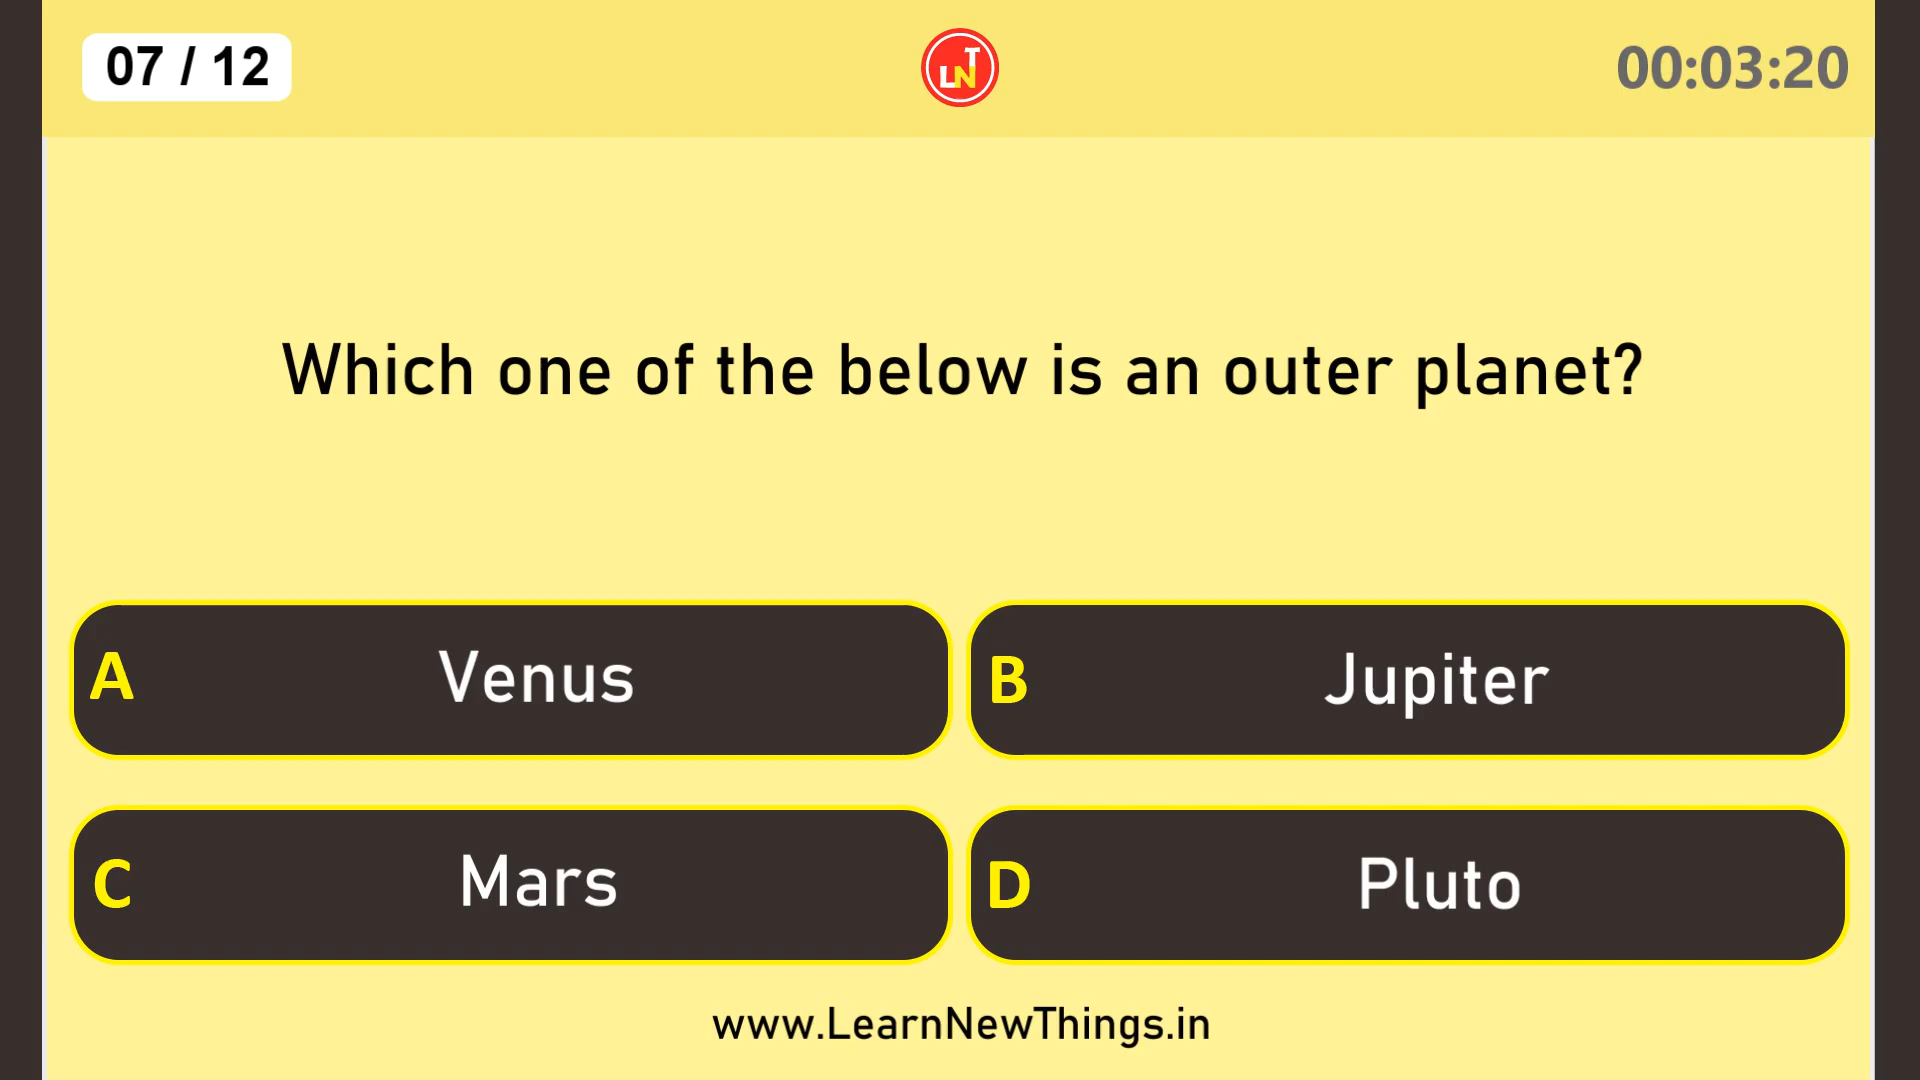 07 / 12
LNT
00:03:20
Which one of the below is an outer planet?
A Venus
B Jupiter
C Mars
D Pluto
www.LearnNewThings.in